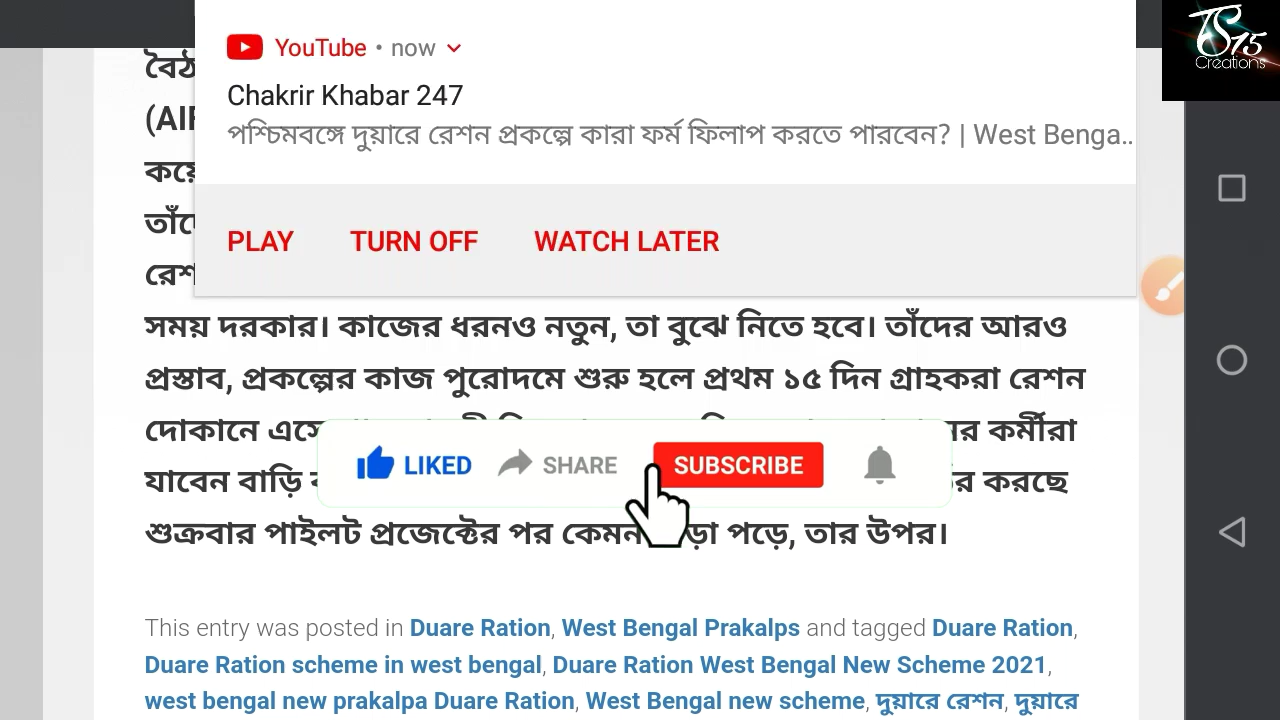 YouTube • now
TS15
Creations
Chakrir Khabar 247
পশ্চিমবঙ্গে দুয়ারে রেশন প্রকল্পে কারা ফর্ম ফিলাপ করতে পারবেন? | West Benga..
PLAY TURN OFF WATCH LATER
সময় দরকার। কাজের ধরনও নতুন, তা বুঝে নিতে হবে। তাঁদের আরও
প্রস্তাব, প্রকল্পের কাজ পুরোদমে শুরু হলে প্রথম ১৫ দিন গ্রাহকরা রেশন
দোকানে কর্মীরা
LIKED SHARE SUBSCRIBE
যাবেন বাড়ি করছে
শুক্রবার পাইলট প্রজেক্টের পর কেমন পড়ে, তার উপর।
This entry was posted in Duare Ration, West Bengal Prakalps and tagged Duare Ration,
Duare Ration scheme in west bengal, Duare Ration West Bengal New Scheme 2021,
west bengal new prakalpa Duare Ration, West Bengal new scheme, দুয়ারে রেশন, দুয়ারে